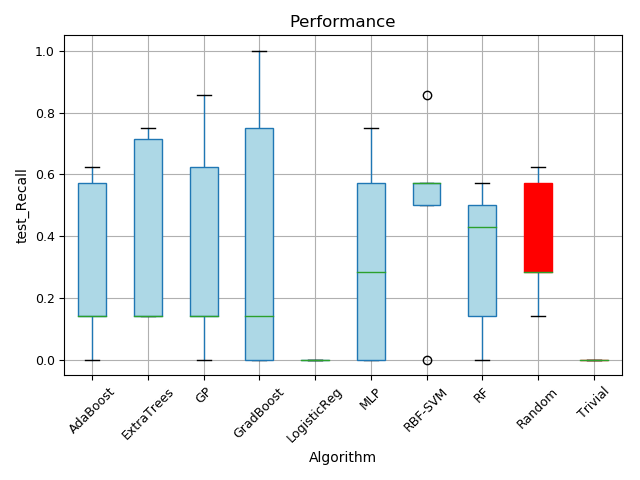 Performance
test_Recall
1.0
0.8
0.6
0.4
0.2
0.0
AdaBoost
ExtraTrees
GP
GradBoost
LogisticReg
MLP
RBF-SVM
RF
Random
Trivial
Algorithm